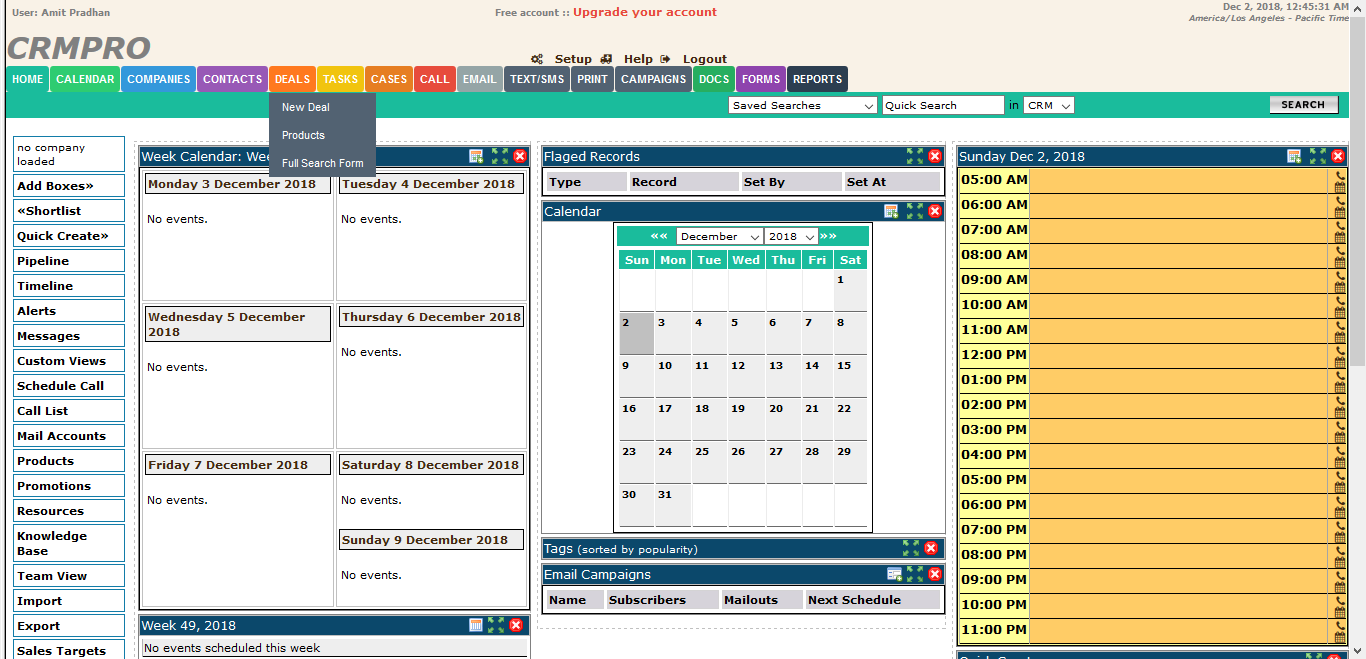 User: Amit Pradhan
Free account :: Upgrade your account
Dec 2, 2018, 12:45:31 AM
America/Los Angeles - Pacific Time
CRMPRO
Setup Help Logout
HOME CALENDAR COMPANIES CONTACTS DEALS TASKS CASES CALL EMAIL TEXT/SMS PRINT CAMPAIGNS DOCS FORMS REPORTS
New Deal
Products
Full Search Form
Saved Searches Quick Search in CRM SEARCH
no company
loaded
Add Boxes»
«Shortlist
Quick Create»
Pipeline
Timeline
Alerts
Messages
Custom Views
Schedule Call
Call List
Mail Accounts
Products
Promotions
Resources
Knowledge
Base
Team View
Import
Export
Sales Targets
Week Calendar:
Monday 3 December 2018
No events.
Tuesday 4 December 2018
No events.
Wednesday 5 December
2018
No events.
Thursday 6 December 2018
No events.
Friday 7 December 2018
No events.
Saturday 8 December 2018
No events.
Sunday 9 December 2018
No events.
Week 49, 2018
No events scheduled this week
Flaged Records
Type Record Set By Set At
Calendar
«« December 2018 »»
Sun Mon Tue Wed Thu Fri Sat
1
2 3 4 5 6 7 8
9 10 11 12 13 14 15
16 17 18 19 20 21 22
23 24 25 26 27 28 29
30 31
Tags (sorted by popularity)
Email Campaigns
Name Subscribers Mailouts Next Schedule
Sunday Dec 2, 2018
05:00 AM
06:00 AM
07:00 AM
08:00 AM
09:00 AM
10:00 AM
11:00 AM
12:00 PM
01:00 PM
02:00 PM
03:00 PM
04:00 PM
05:00 PM
06:00 PM
07:00 PM
08:00 PM
09:00 PM
10:00 PM
11:00 PM